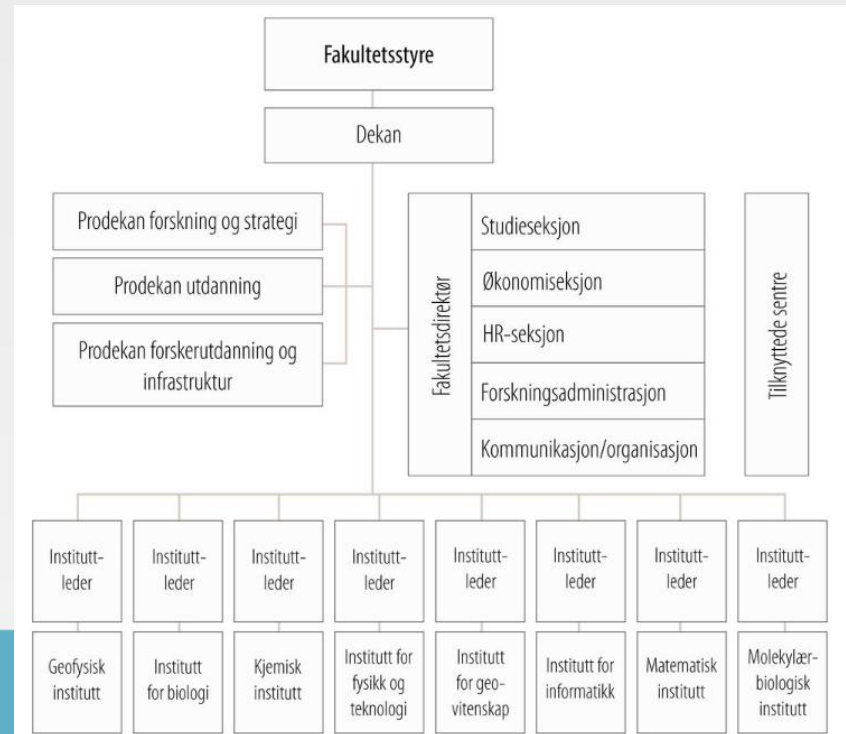 Fakultetsstyre
Dekan
Prodekan forskning og strategi
Prodekan utdanning
Prodekan forskerutdanning og
infrastruktur
Fakultetsdirektør
Studieseksjon
Økonomiseksjon
HR-seksjon
Forskningsadministrasjon
Kommunikasjon/organisasjon
Tilknyttede sentre
Institutt-
leder
Institutt-
leder
Institutt-
leder
Institutt-
leder
Institutt-
leder
Institutt-
leder
Institutt-
leder
Institutt-
leder
Geofysisk
institutt
Institutt
for biologi
Kjemisk
institutt
Institutt for
fysikk og
teknologi
Institutt
for geo-
vitenskap
Institutt for
informatikk
Matematisk
institutt
Molekylær-
biologisk
institutt